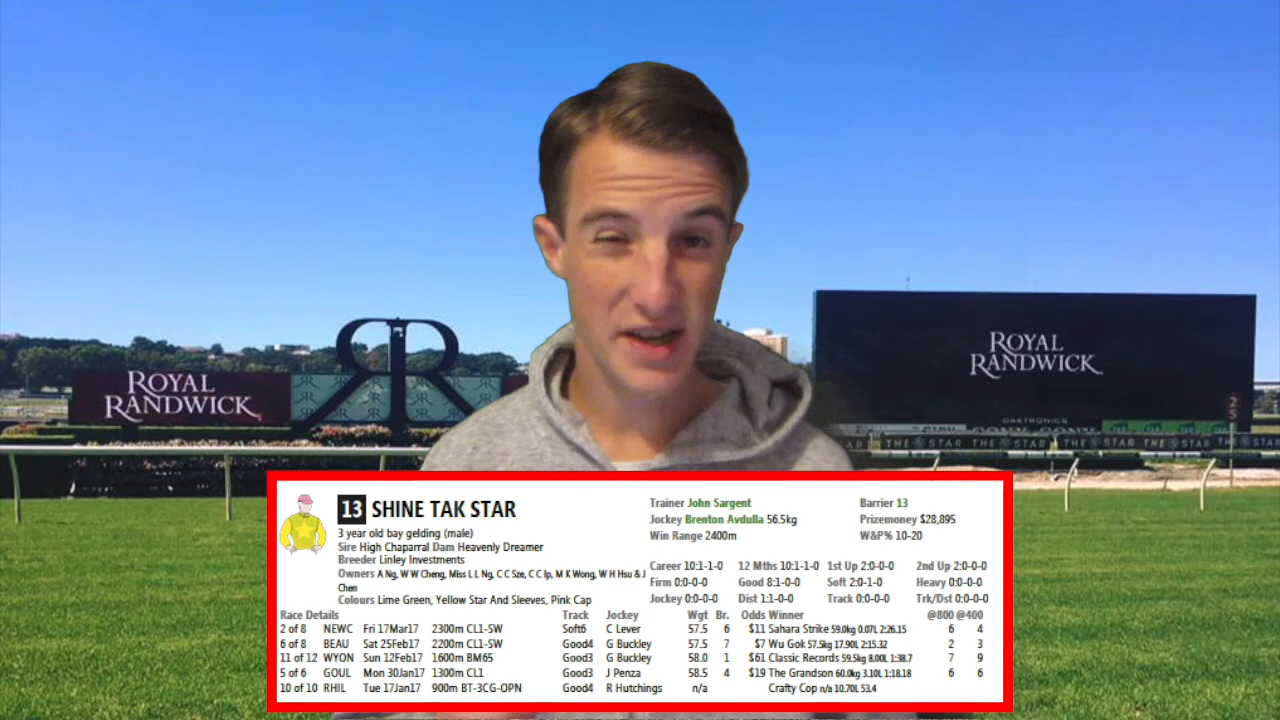 ROYAL
RANDWICK
ROYAL
RANDWICK
DAKTRONICS
THE STAR
THE STAR
THE STAR
13 SHINE TAK STAR
3 year old bay gelding (male)
Sire High Chaparral Dam Heavenly Dreamer
Breeder Linley Investments
Owners A Ng, W W Cheng, Miss L L Ng, C C Sze, C C Ip, M K Wong, W H Hsu & J
Chen
Colours Lime Green, Yellow Star And Sleeves, Pink Cap
Trainer John Sargent
Jockey Brenton Avdulla 56.5kg
Win Range 2400m
Barrier 13
Prizemoney $28,895
W&P% 10-20
Career 10:1-1-0 12 Mths 10:1-1-0 1st Up 2:0-0-0 2nd Up 2:0-0-0
Firm 0:0-0-0 Good 8:1-0-0 Soft 2:0-1-0 Heavy 0:0-0-0
Jockey 0:0-0-0 Dist 1:1-0-0 Track 0:0-0-0 Trk/Dst 0:0-0-0
Race Details Track Jockey Wgt Br. Odds Winner @800 @400
2 of 8 NEWC Fri 17Mar17 2300m CL1-SW Soft6 C Lever 57.5 6 $11 Sahara Strike 59.0kg 0.07L 2:26.15 6 4
6 of 8 BEAU Sat 25Feb17 2200m CL1-SW Good4 G Buckley 57.5 7 $7 Wu Gok 57.5kg 17.90L 2:15.32 2 3
11 of 12 WYON Sun 12Feb17 1600m BM65 Good3 G Buckley 58.0 1 $61 Classic Records 59.5kg 8.00L 1:38.7 7 9
5 of 6 GOUL Mon 30Jan17 1300m CL1 Good3 J Penza 58.5 4 $19 The Grandson 60.0kg 3.10L 1:18.18 6 6
10 of 10 RHIL Tue 17Jan17 900m BT-3CG-OPN Good4 R Hutchings n/a Crafty Cop n/a 10.70L 53.4